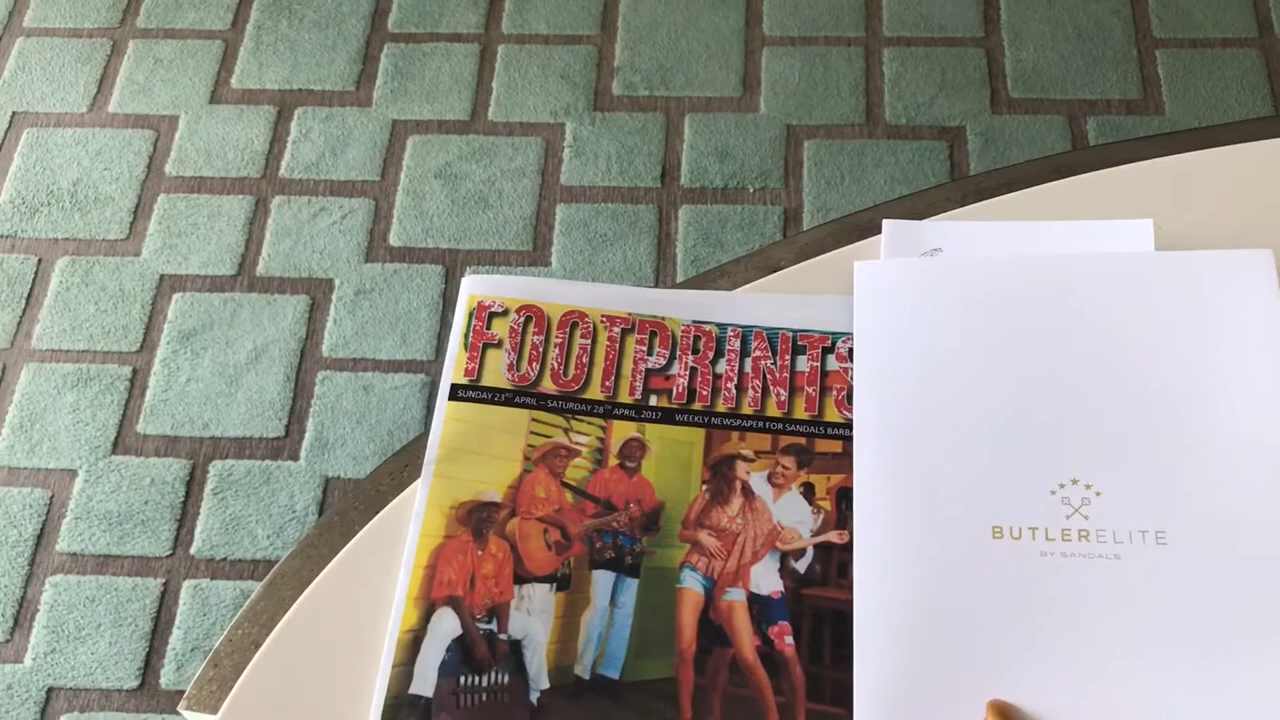 FOOTPRINTS
SUNDAY 23RD APRIL – SATURDAY 28TH APRIL, 2017 WEEKLY NEWSPAPER FOR SANDALS BARBA
BUTLERELITE
BY SANDALS